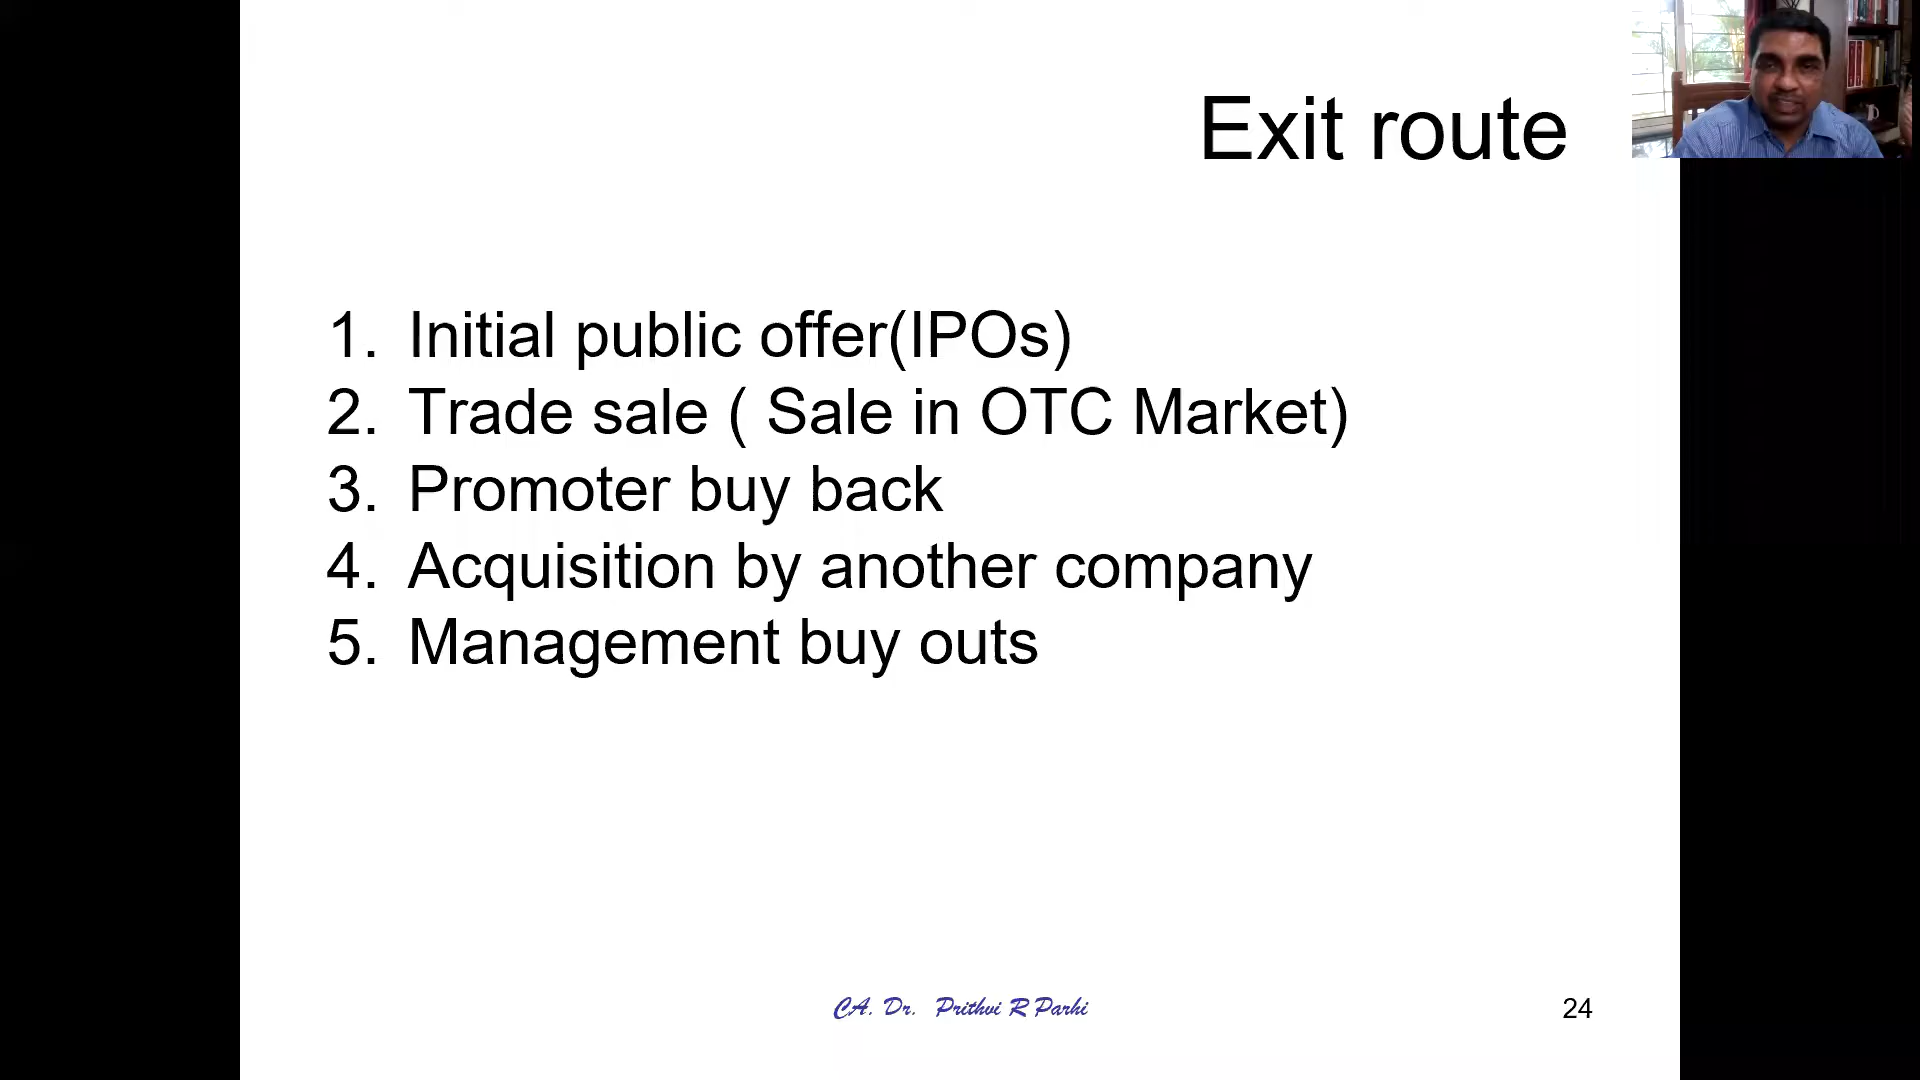 Exit route
1. Initial public offer(IPOs)
2. Trade sale ( Sale in OTC Market)
3. Promoter buy back
4. Acquisition by another company
5. Management buy outs
CA. Dr. Prithvi R Parhi
24